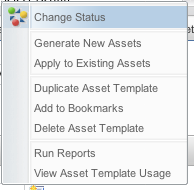 Change Status
Generate New Assets
Apply to Existing Assets
Duplicate Asset Template
Add to Bookmarks
Delete Asset Template
Run Reports
View Asset Template Usage